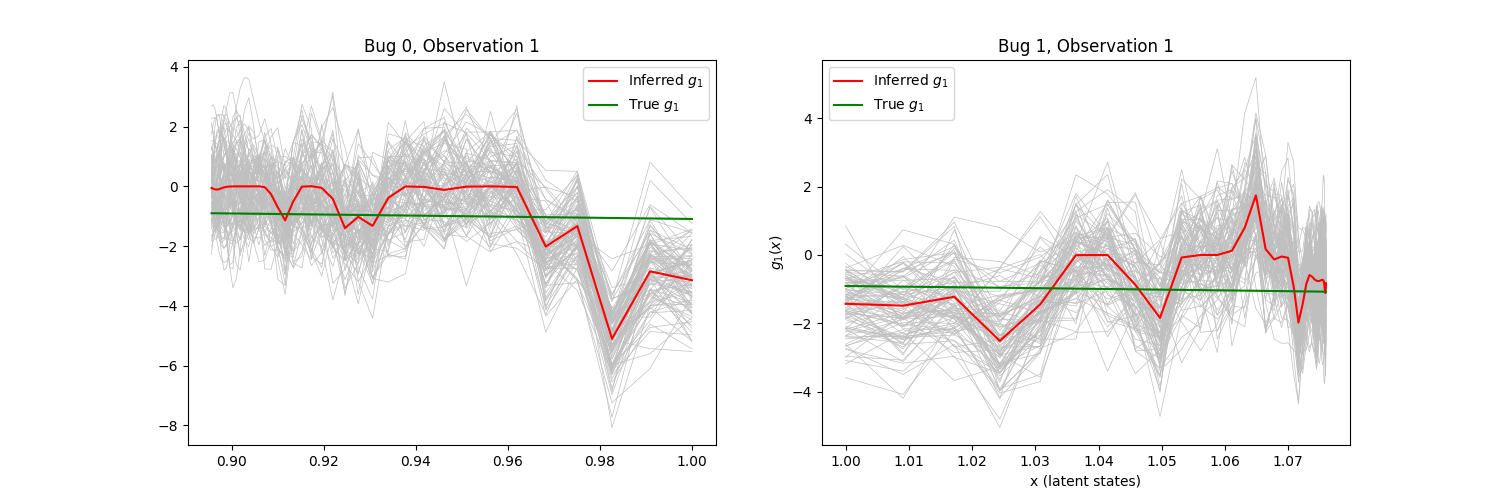 Bug 0, Observation 1
4
2
0
−2
−4
−6
−8
0.90 0.92 0.94 0.96 0.98 1.00
Inferred g₁
True g₁
Bug 1, Observation 1
g₁(x)
4
2
0
−2
−4
1.00 1.01 1.02 1.03 1.04 1.05 1.06 1.07
x (latent states)
Inferred g₁
True g₁